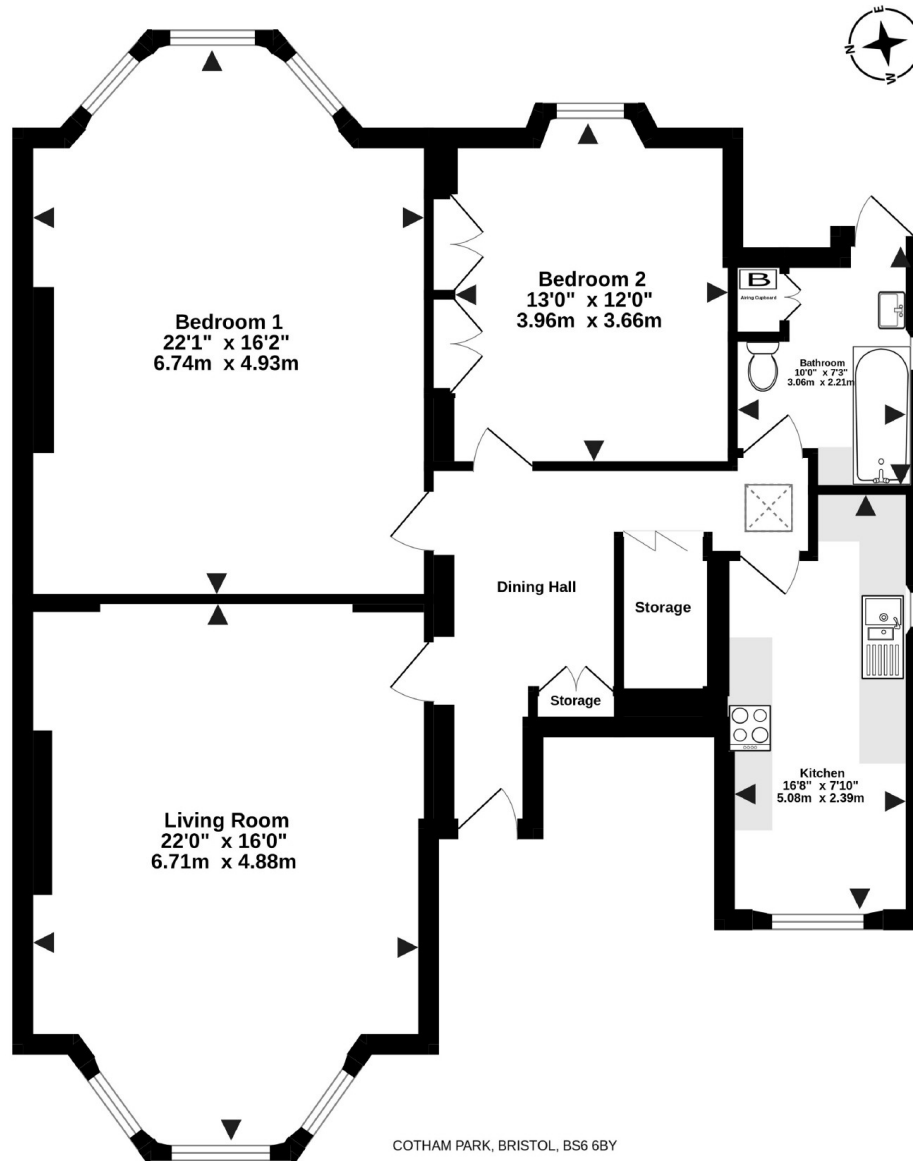 E
N
W
Bedroom 1
22'1" x 16'2"
6.74m x 4.93m
Bedroom 2
13'0" x 12'0"
3.96m x 3.66m
B
Airing Cupboard
Bathroom
10'0" x 7'3"
3.06m x 2.21m
Dining Hall
Storage
Storage
Kitchen
16'8" x 7'10"
5.08m x 2.39m
Living Room
22'0" x 16'0"
6.71m x 4.88m
COTHAM PARK, BRISTOL, BS6 6BY